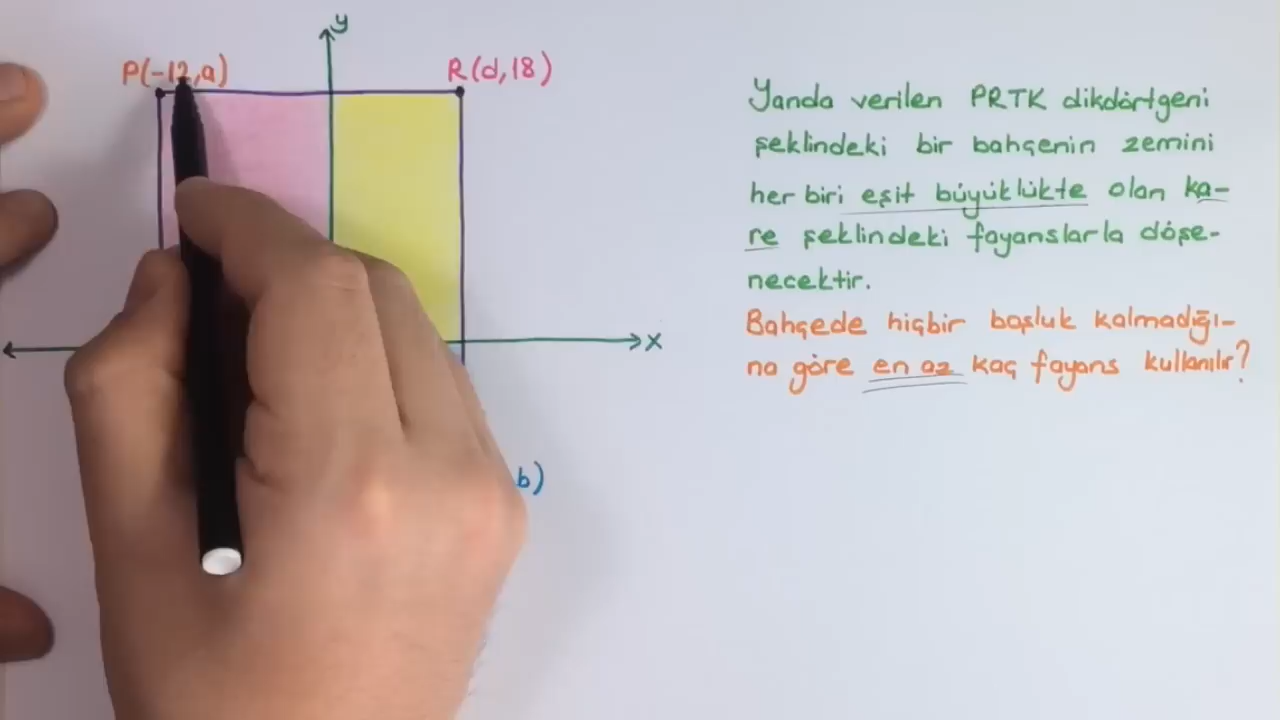 y
P(-12,a)
R(d,18)
x
b)
Yanda verilen PRTK dikdörtgeni
şeklindeki bir bahçenin zemini
her biri eşit büyüklükte olan ka-
re şeklindeki fayanslarla döşe-
necektir.
Bahçede hiçbir boşluk kalmadığı-
na göre en az kaç fayans kullanılır?